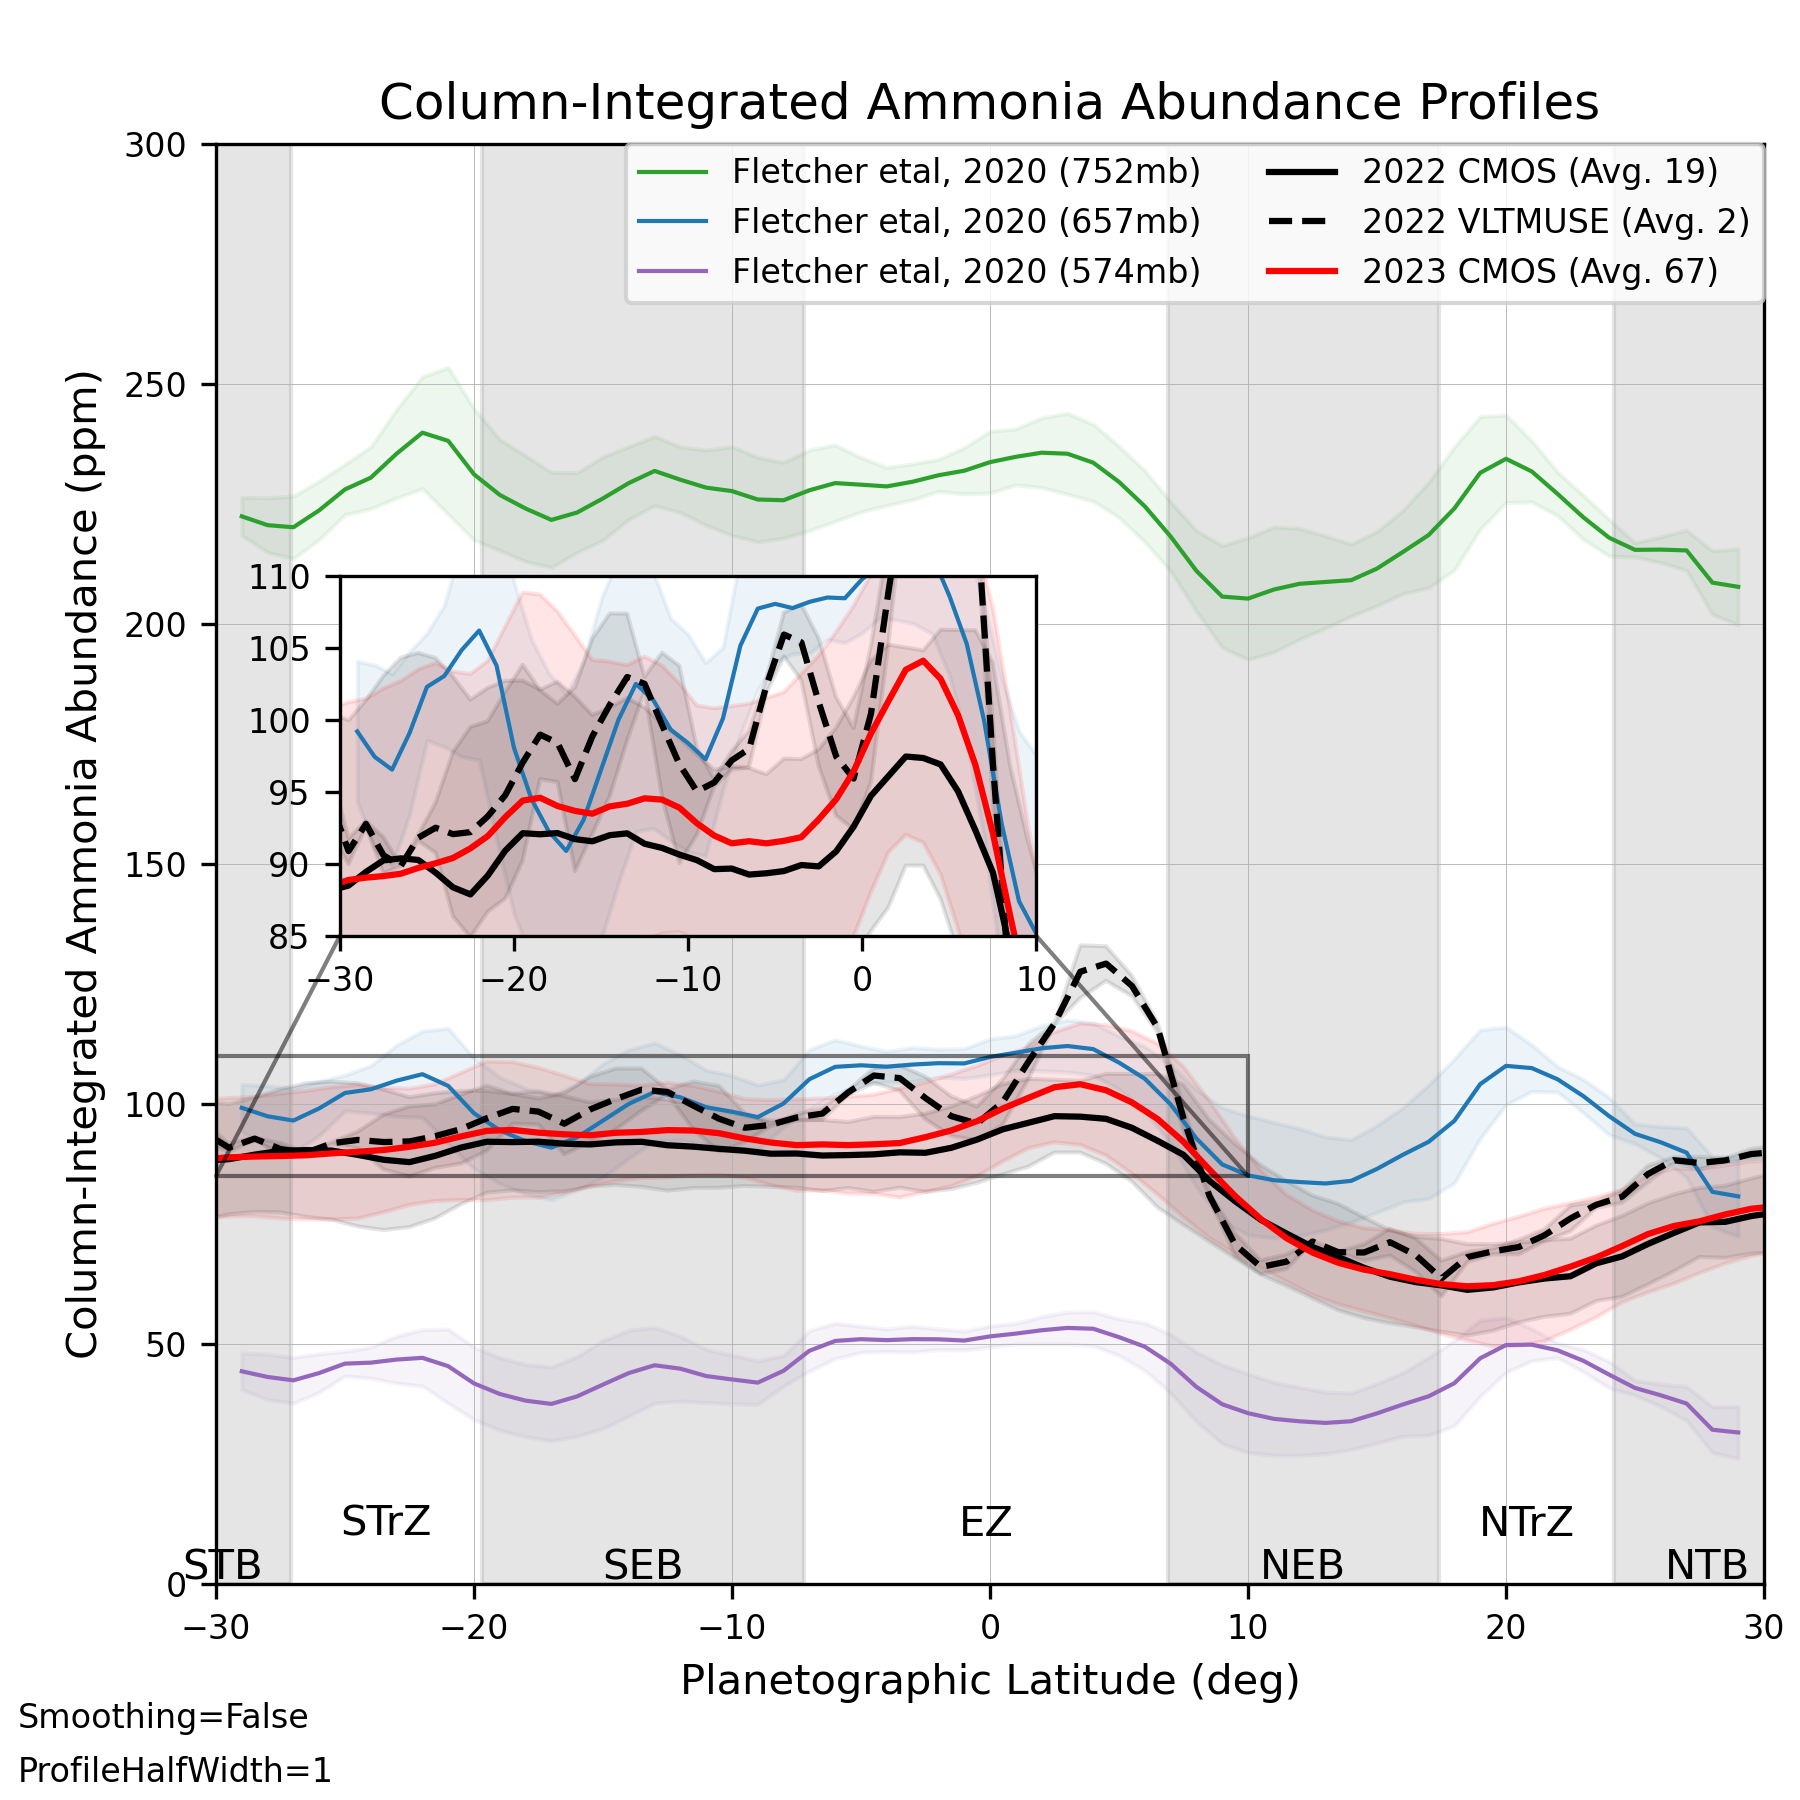 Column-Integrated Ammonia Abundance Profiles
Column-Integrated Ammonia Abundance (ppm)
300
250
200
150
100
50
0
Fletcher etal, 2020 (752mb)
Fletcher etal, 2020 (657mb)
Fletcher etal, 2020 (574mb)
2022 CMOS (Avg. 19)
2022 VLTMUSE (Avg. 2)
2023 CMOS (Avg. 67)
110
105
100
95
90
85
−30 −20 −10 0 10
STrZ EZ NTrZ
STB SEB NEB NTB
−30 −20 −10 0 10 20 30
Planetographic Latitude (deg)
Smoothing=False
ProfileHalfWidth=1